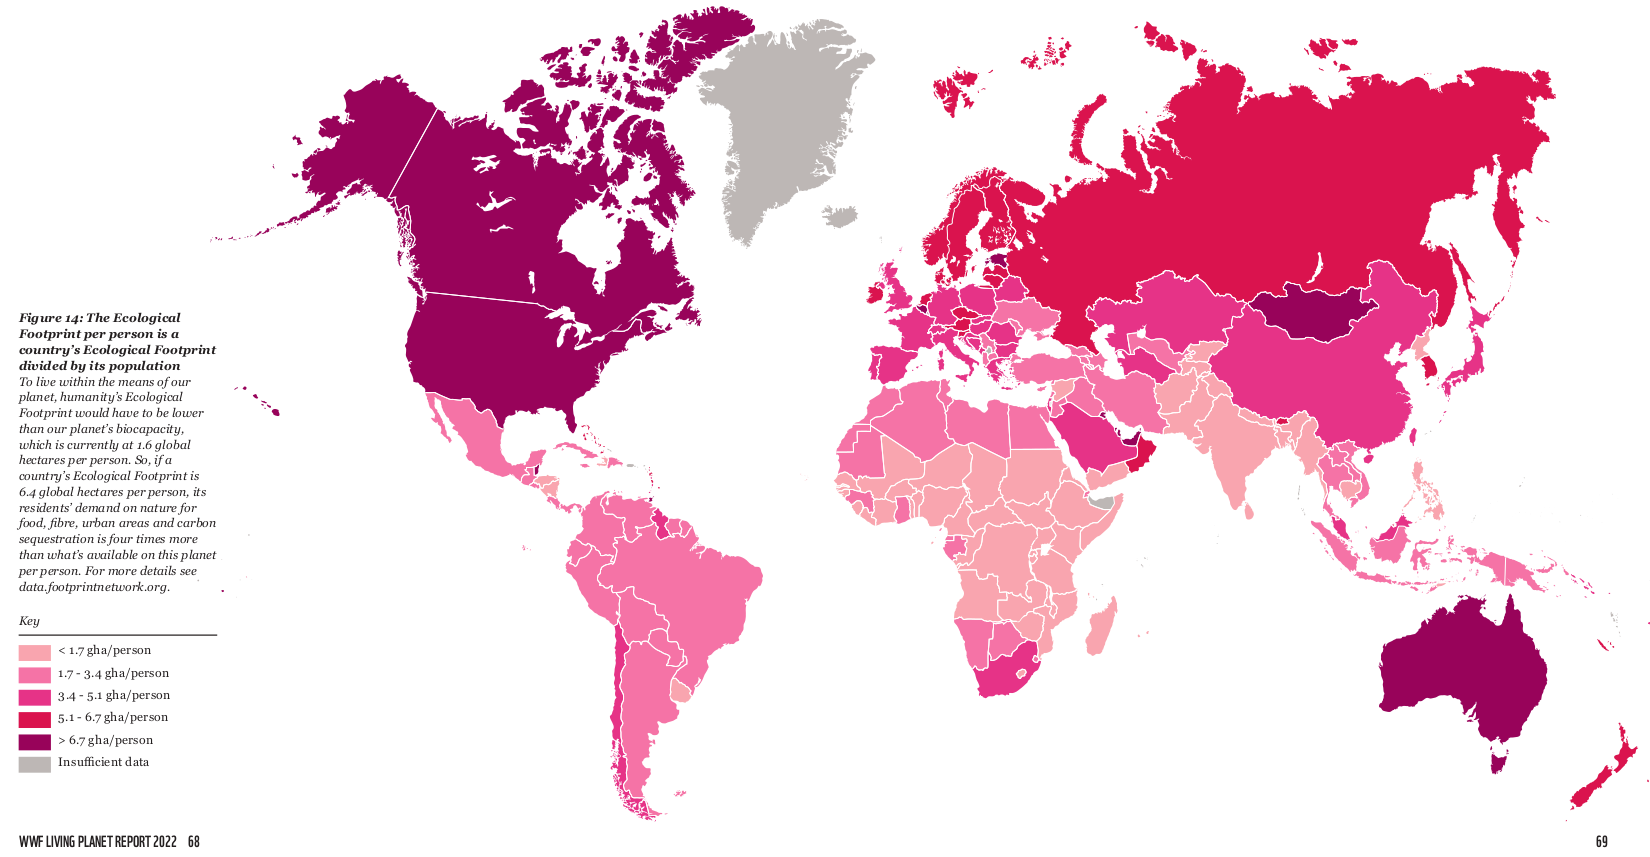 Figure 14: The Ecological
Footprint per person is a
country's Ecological Footprint
divided by its population
To live within the means of our
planet, humanity's Ecological
Footprint would have to be lower
than our planet's biocapacity,
which is currently at 1.6 global
hectares per person. So, if a
country's Ecological Footprint is
6.4 global hectares per person, its
residents' demand on nature for
food, fibre, urban areas and carbon
sequestration is four times more
than what's available on this planet
per person. For more details see
data.footprintnetwork.org.
Key
< 1.7 gha/person
1.7 - 3.4 gha/person
3.4 - 5.1 gha/person
5.1 - 6.7 gha/person
> 6.7 gha/person
Insufficient data
WWF LIVING PLANET REPORT 2022 68
69